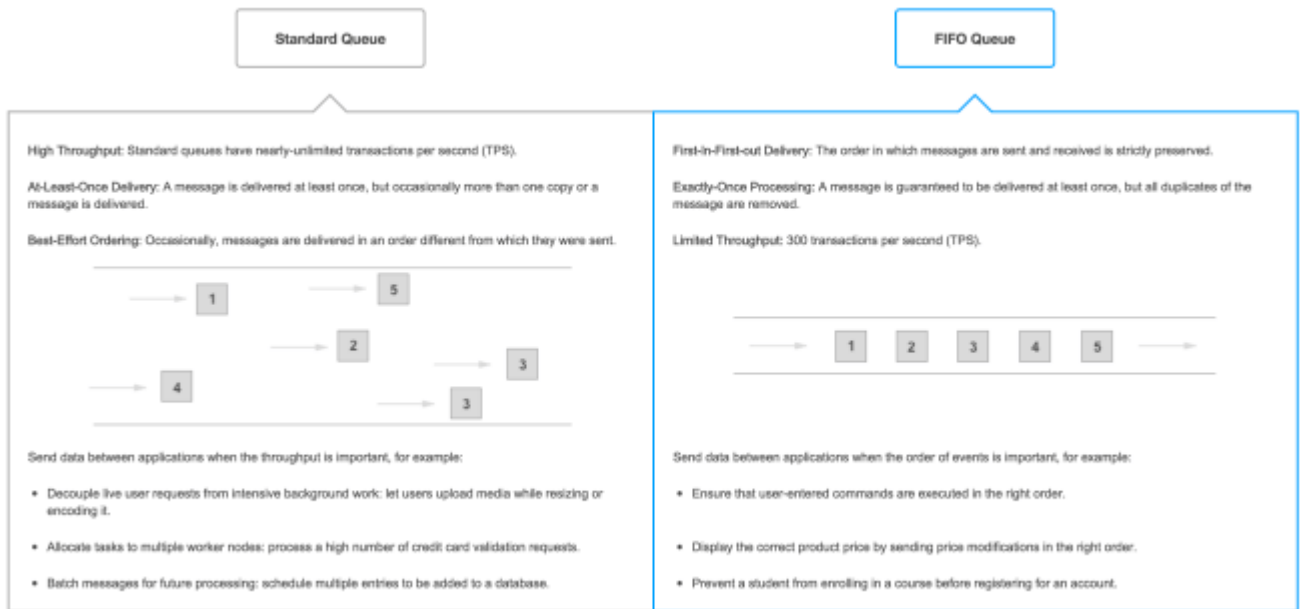 Standard Queue
High Throughput: Standard queues have nearly-unlimited transactions per second (TPS).
At-Least-Once Delivery: A message is delivered at least once, but occasionally more than one copy or a
message is delivered.
Best-Effort Ordering: Occasionally, messages are delivered in an order different from which they were sent.
1
5
2
3
4
3
Send data between applications when the throughput is important, for example:
• Decouple live user requests from intensive background work: let users upload media while resizing or
encoding it.
• Allocate tasks to multiple worker nodes: process a high number of credit card validation requests.
• Batch messages for future processing: schedule multiple entries to be added to a database.
FIFO Queue
First-In-First-out Delivery: The order in which messages are sent and received is strictly preserved.
Exactly-Once Processing: A message is guaranteed to be delivered at least once, but all duplicates of the
message are removed.
Limited Throughput: 300 transactions per second (TPS).
1 2 3 4 5
Send data between applications when the order of events is important, for example:
• Ensure that user-entered commands are executed in the right order.
• Display the correct product price by sending price modifications in the right order.
• Prevent a student from enrolling in a course before registering for an account.